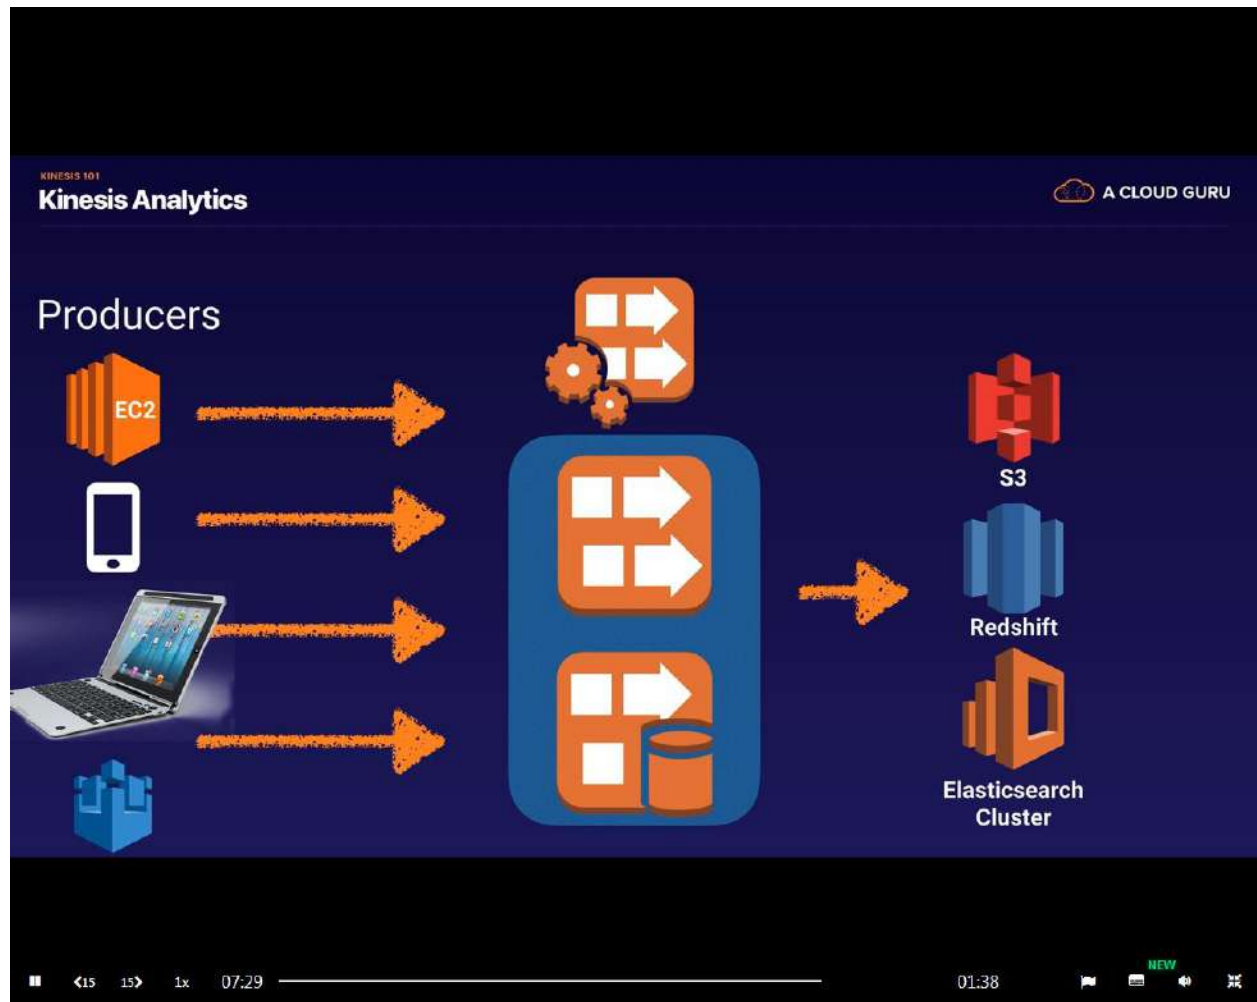 KINESIS 101
Kinesis Analytics
A CLOUD GURU
Producers
EC2
S3
Redshift
Elasticsearch
Cluster
NEW
15
15
1x
07:29
01:38